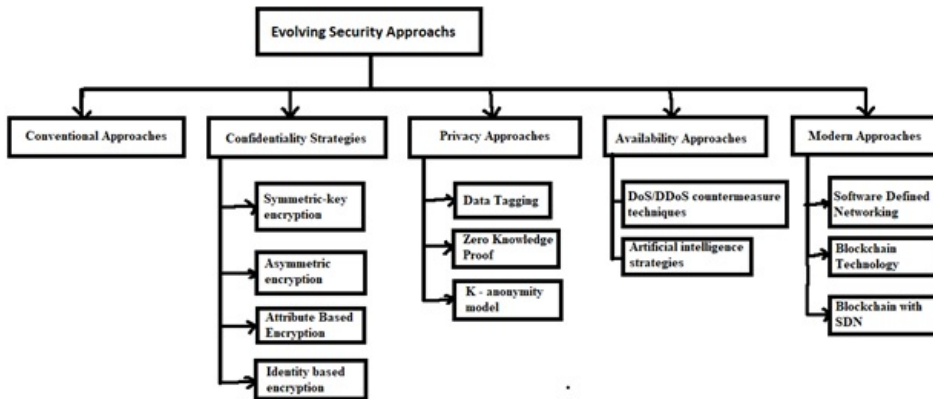 Evolving Security Approachs
Conventional Approaches
Confidentiality Strategies
Privacy Approaches
Availability Approaches
Modern Approaches
Symmetric-key
encryption
Asymmetric
encryption
Attribute Based
Encryption
Identity based
encryption
Data Tagging
Zero Knowledge
Proof
K - anonymity
model
DoS/DDoS countermeasure
techniques
Artificial intelligence
strategies
Software Defined
Networking
Blockchain
Technology
Blockchain with
SDN